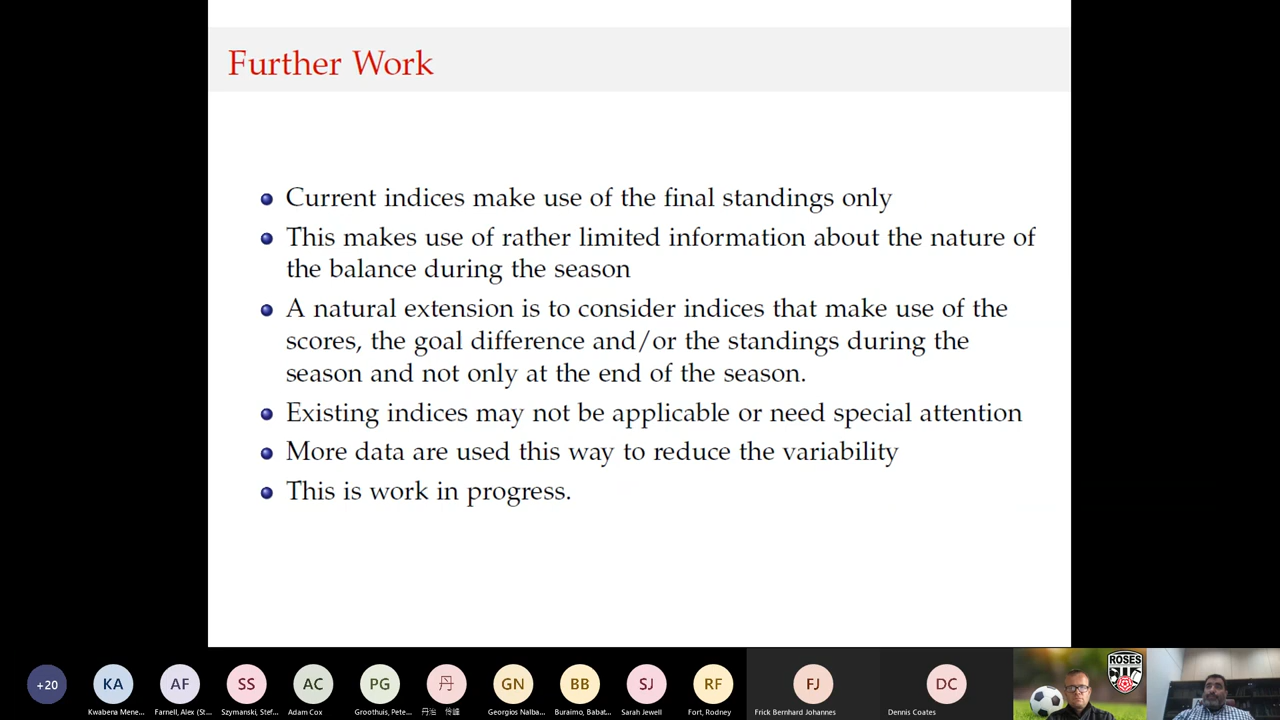 Further Work
Current indices make use of the final standings only
This makes use of rather limited information about the nature of
the balance during the season
A natural extension is to consider indices that make use of the
scores, the goal difference and/or the standings during the
season and not only at the end of the season.
Existing indices may not be applicable or need special attention
More data are used this way to reduce the variability
This is work in progress.
+20
KA
AF
SS
AC
PG
丹
GN
BB
SJ
RF
FJ
DC
ROSES
Kwabena Mene...
Farnell, Alex (St...
Szymanski, Stef...
Adam Cox
Groothuis, Pete...
丹治 伶峰
Georgios Nalba...
Buraimo, Babat...
Sarah Jewell
Fort, Rodney
Frick Bernhard Johannes
Dennis Coates